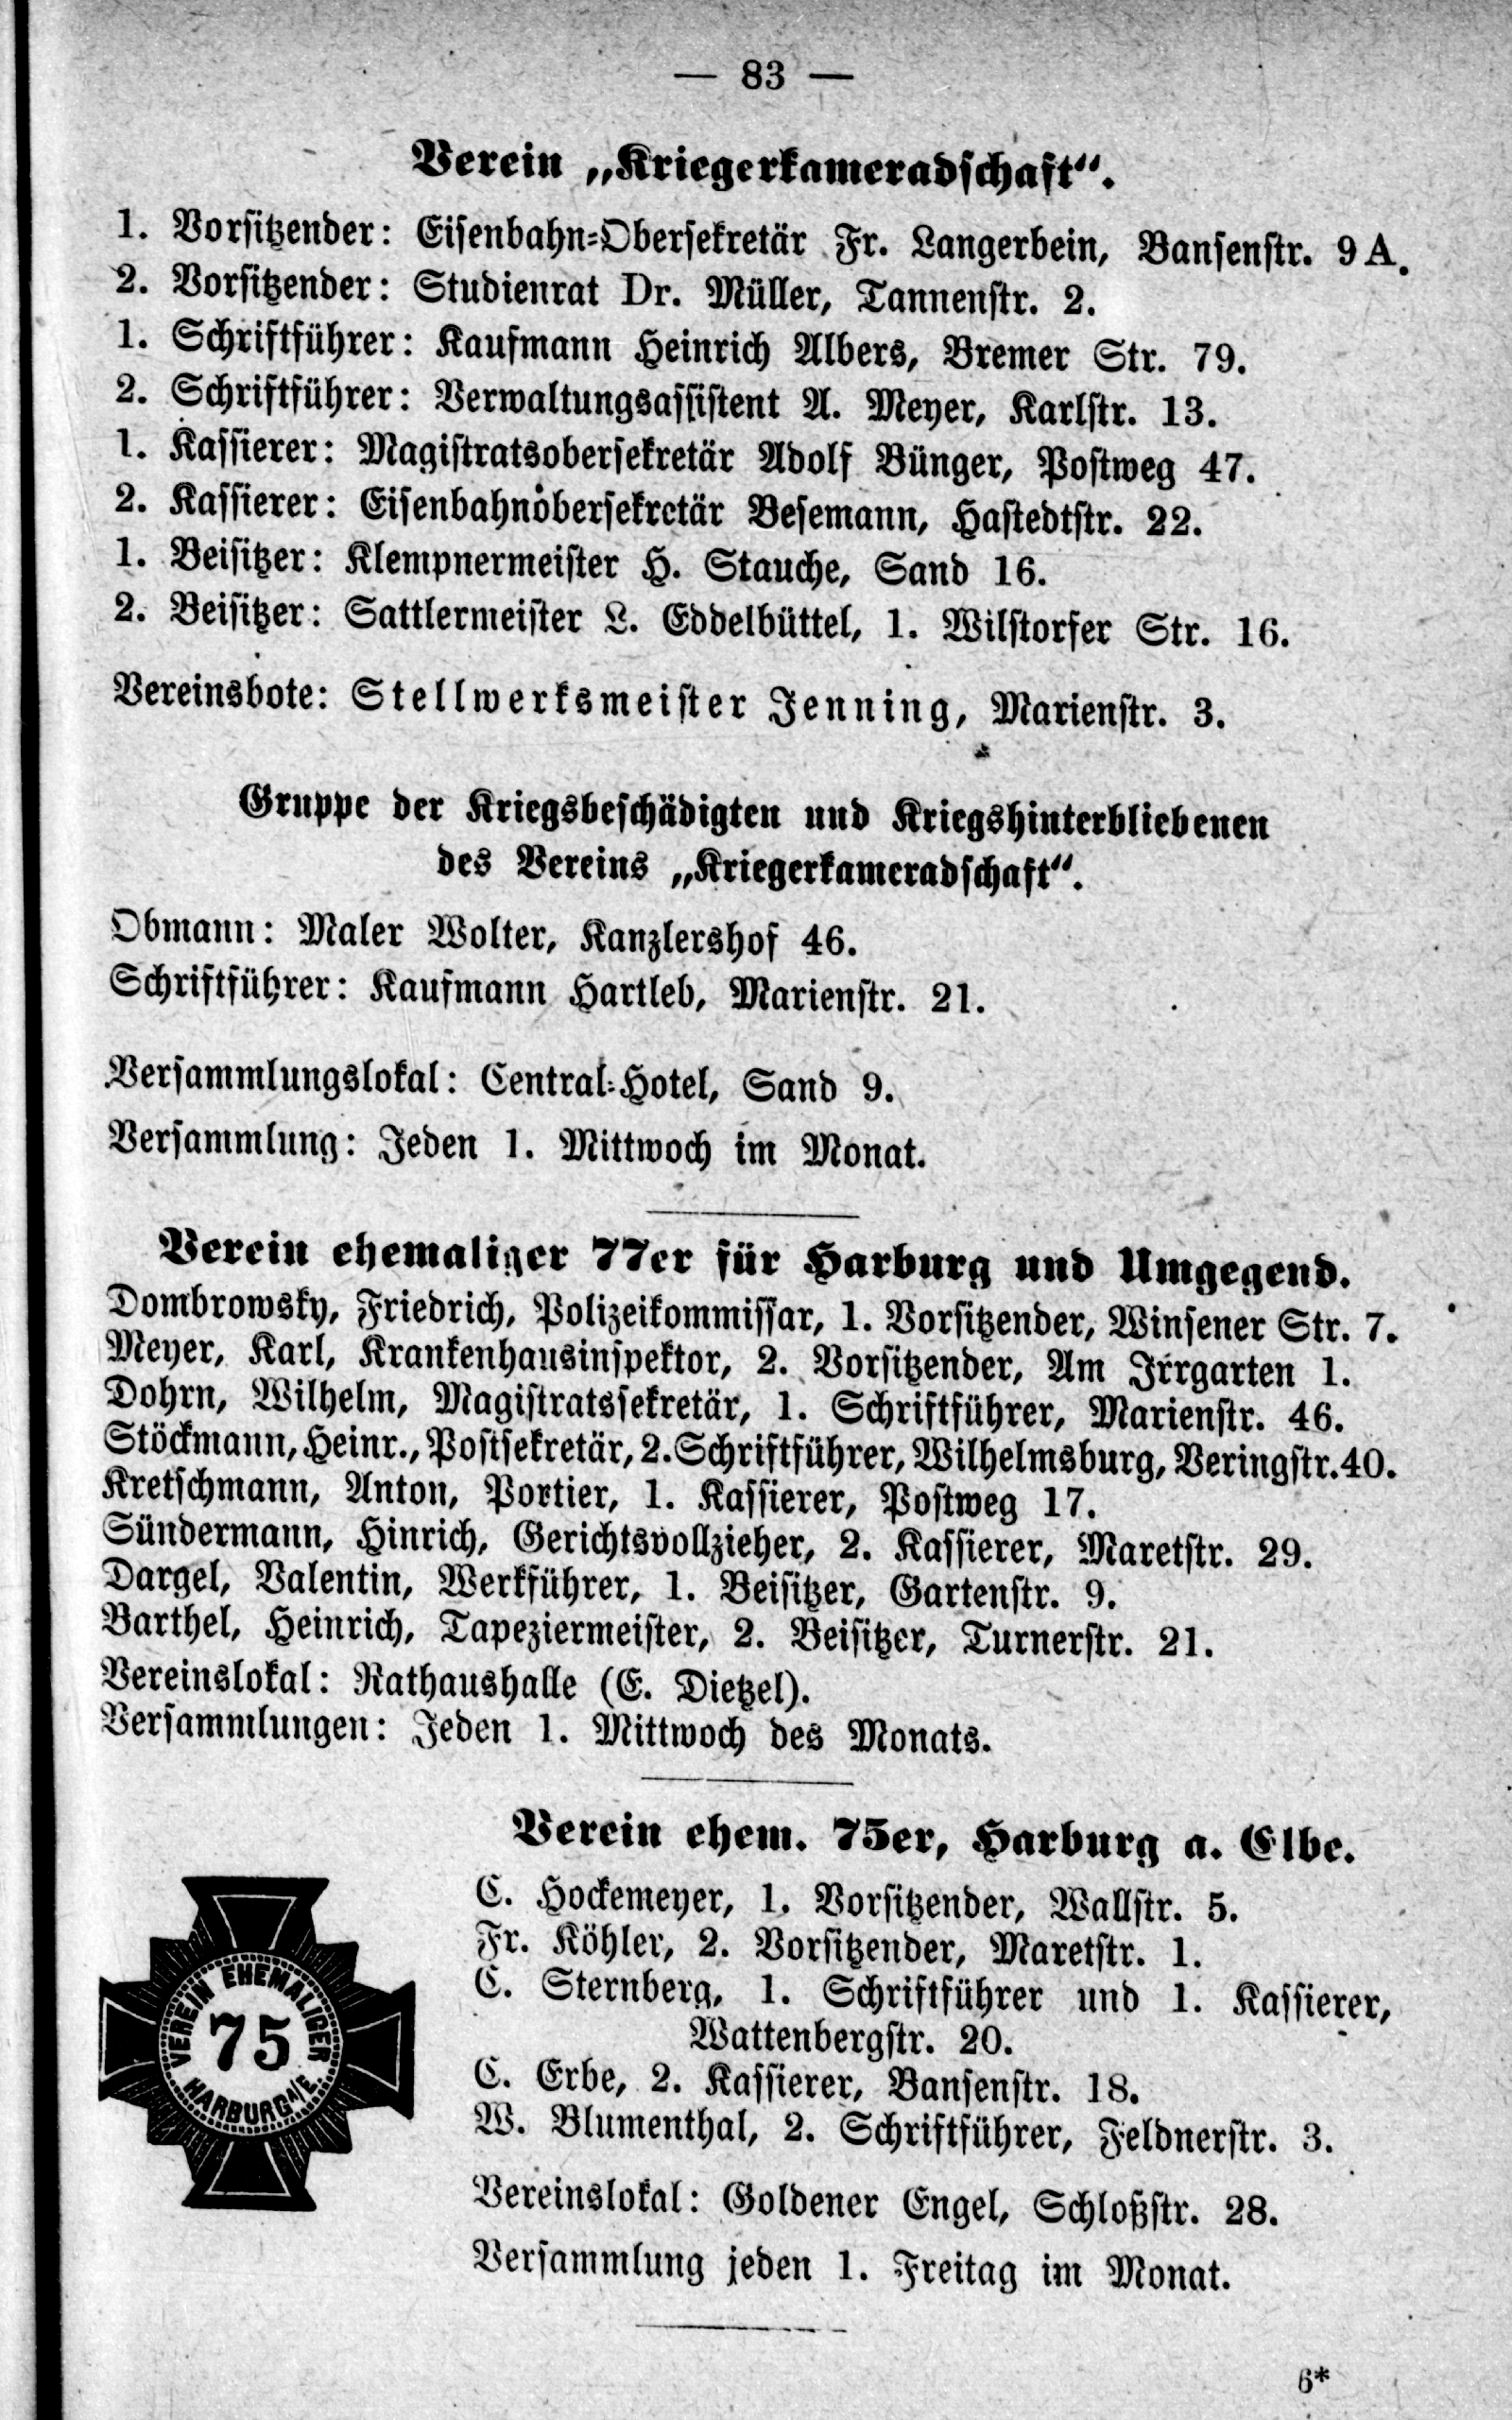 — 83 —
Verein „Kriegerkameradschaft“.
1. Vorsitzender: Eisenbahn-Obersekretär Fr. Langerbein, Bansenstr. 9 A.
2. Vorsitzender: Studienrat Dr. Müller, Tannenstr. 2.
1. Schriftführer: Kaufmann Heinrich Albers, Bremer Str. 79.
2. Schriftführer: Verwaltungsassistent A. Meyer, Karlstr. 13.
1. Kassierer: Magistratsobersekretär Adolf Bünger, Postweg 47.
2. Kassierer: Eisenbahnobersekretär Besemann, Hastedtstr. 22.
1. Beisitzer: Klempnermeister H. Stauche, Sand 16.
2. Beisitzer: Sattlermeister L. Eddelbüttel, 1. Wilstorfer Str. 16.
Vereinsbote: Stellwerksmeister Jenning, Marienstr. 3.
Gruppe der Kriegsbeschädigten und Kriegshinterbliebenen
des Vereins „Kriegerkameradschaft“.
Obmann: Maler Wolter, Kanzlershof 46.
Schriftführer: Kaufmann Hartleb, Marienstr. 21.
Versammlungslokal: Central-Hotel, Sand 9.
Versammlung: Jeden 1. Mittwoch im Monat.
Verein ehemaliger 77er für Harburg und Umgegend.
Dombrowsky, Friedrich, Polizeikommissar, 1. Vorsitzender, Winsener Str. 7.
Meyer, Karl, Krankenhausinspektor, 2. Vorsitzender, Am Irrgarten 1.
Dohrn, Wilhelm, Magistratssekretär, 1. Schriftführer, Marienstr. 46.
Stöckmann, Heinr., Postsekretär, 2. Schriftführer, Wilhelmsburg, Veringstr. 40.
Kretschmann, Anton, Portier, 1. Kassierer, Postweg 17.
Sündermann, Hinrich, Gerichtsvollzieher, 2. Kassierer, Maretstr. 29.
Dargel, Valentin, Werkführer, 1. Beisitzer, Gartenstr. 9.
Barthel, Heinrich, Tapeziermeister, 2. Beisitzer, Turnerstr. 21.
Vereinslokal: Rathaushalle (E. Dietzel).
Versammlungen: Jeden 1. Mittwoch des Monats.
Verein ehem. 75er, Harburg a. Elbe.
C. Hockemeyer, 1. Vorsitzender, Wallstr. 5.
Fr. Köhler, 2. Vorsitzender, Maretstr. 1.
C. Sternberg, 1. Schriftführer und 1. Kassierer,
Wattenbergstr. 20.
C. Erbe, 2. Kassierer, Bansenstr. 18.
W. Blumenthal, 2. Schriftführer, Feldnerstr. 3.
Vereinslokal: Goldener Engel, Schloßstr. 28.
Versammlung jeden 1. Freitag im Monat.
VEREIN EHEMALIGER
75
HARBURG A/E.
6*